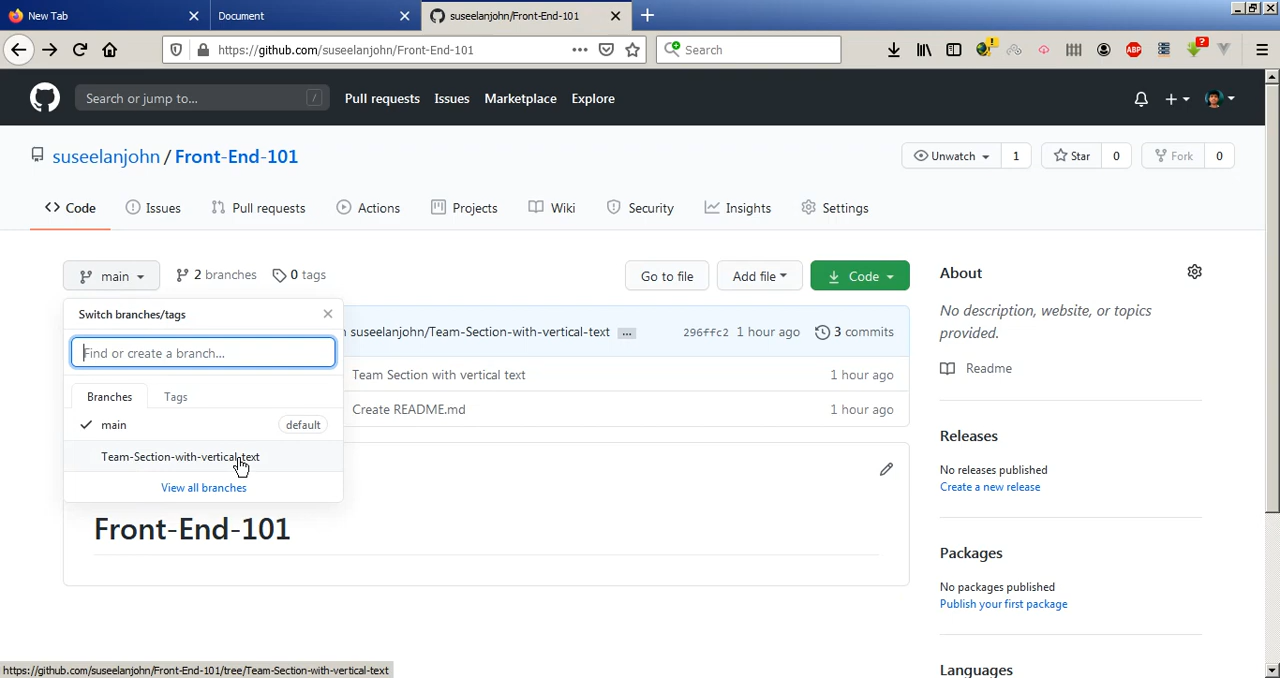 New Tab
Document
suseelanjohn/Front-End-101
https://github.com/suseelanjohn/Front-End-101
Search
ABP
?
Search or jump to...
/
Pull requests
Issues
Marketplace
Explore
suseelanjohn / Front-End-101
Unwatch
1
Star
0
Fork
0
Code
Issues
Pull requests
Actions
Projects
Wiki
Security
Insights
Settings
main
2 branches
0 tags
Go to file
Add file
Code
About
No description, website, or topics
provided.
Readme
Switch branches/tags
Find or create a branch...
Branches
Tags
main
default
Team-Section-with-vertical-text
View all branches
suseelanjohn/Team-Section-with-vertical-text
...
296ffc2
1 hour ago
3 commits
Team Section with vertical text
1 hour ago
Create README.md
1 hour ago
Front-End-101
Releases
No releases published
Create a new release
Packages
No packages published
Publish your first package
Languages
https://github.com/suseelanjohn/Front-End-101/tree/Team-Section-with-vertical-text